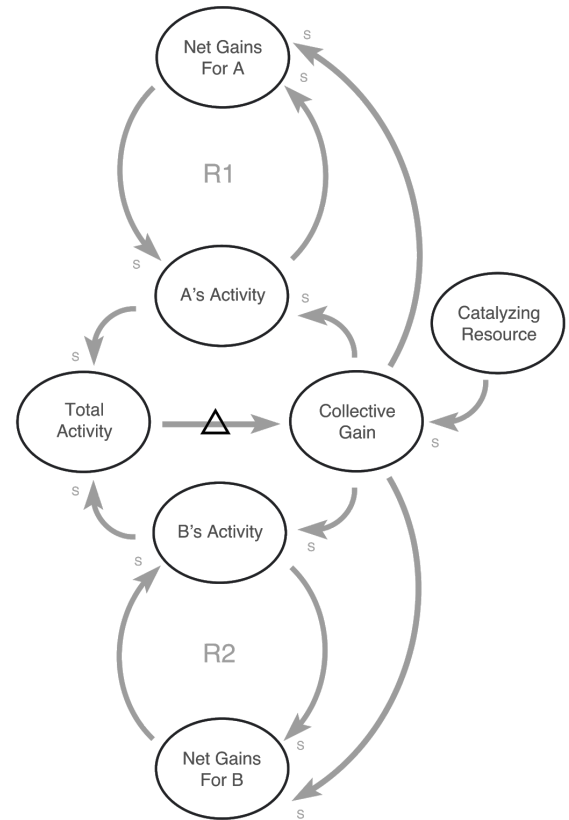 S
Net Gains
For A
S
R1
S
A's Activity
S
Catalyzing
Resource
S
Total
Activity
Collective
Gain
S
S
B's Activity
S
S
R2
S
Net Gains
For B
S